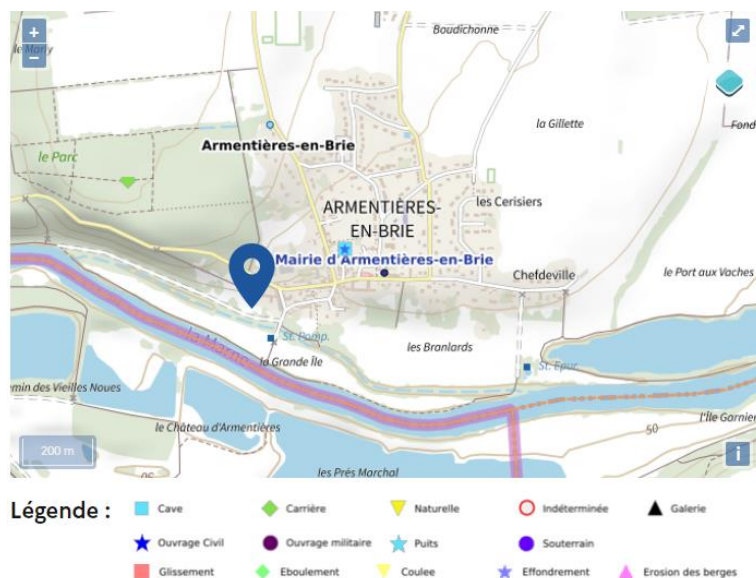 +
−
le Marly
Boudichonne
la Gillette
Fond
Armentières-en-Brie
le Parc
ARMENTIÈRES-
EN-BRIE
les Cerisiers
Mairie d'Armentières-en-Brie
Chefdeville
le Port aux Vaches
la Marne
St. Pomp.
la Grande Île
les Branlards
St. Epur.
emin des Vieilles Noues
le Château d'Armentières
l'Île Garnier
50
200 m
les Prés Marchal
i
Légende :
Cave Carrière Naturelle Indéterminée Galerie
Ouvrage Civil Ouvrage militaire Puits Souterrain
Glissement Eboulement Coulee Effondrement Erosion des berges